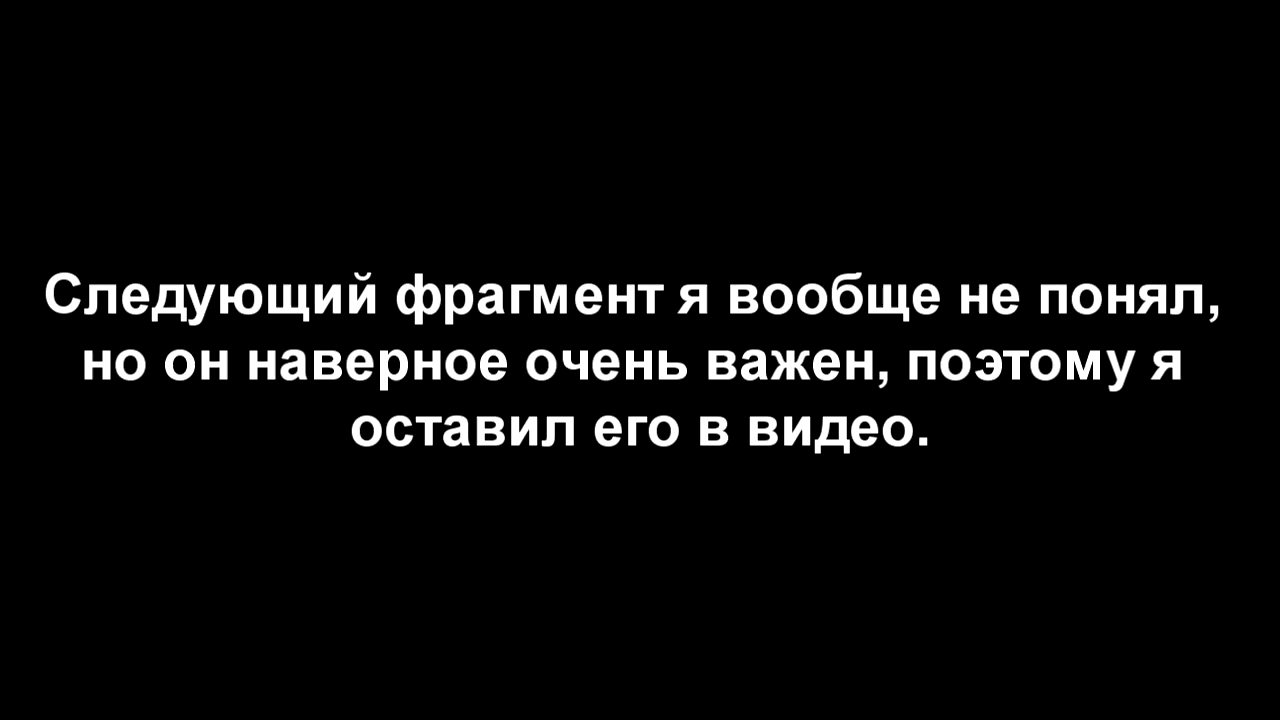 Следующий фрагмент я вообще не понял,
но он наверное очень важен, поэтому я
оставил его в видео.